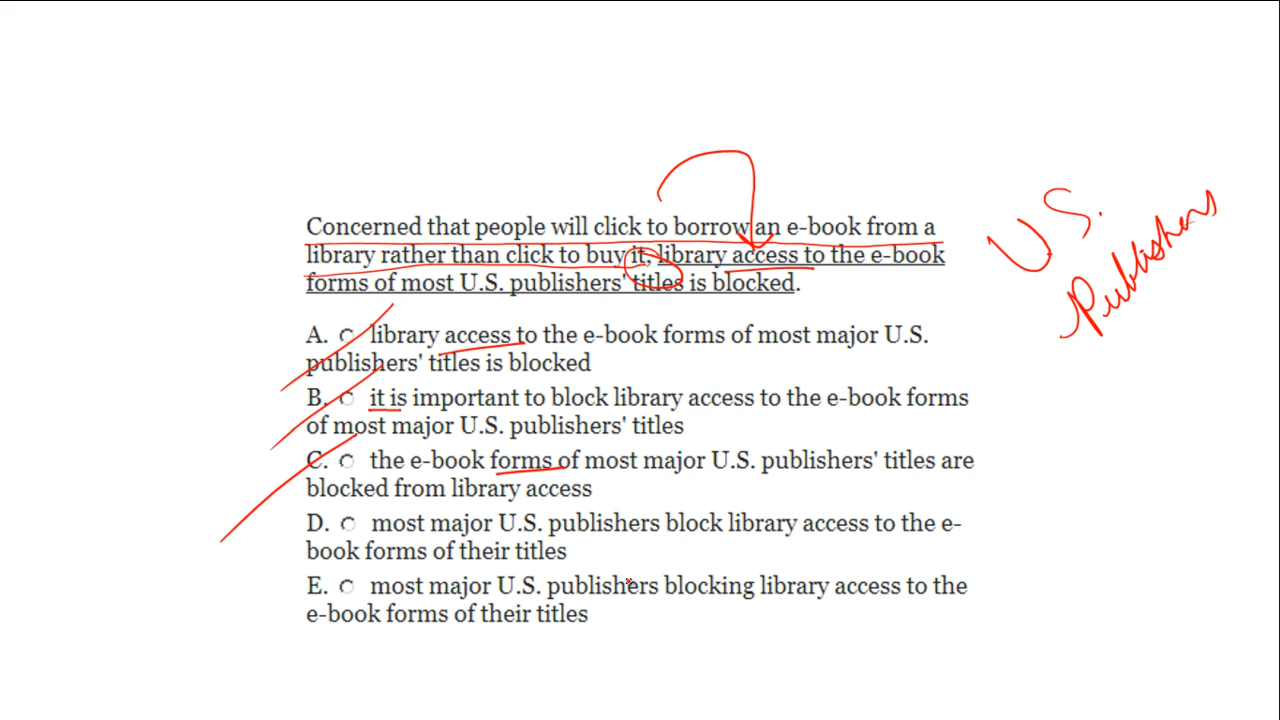 Concerned that people will click to borrow an e-book from a
library rather than click to buy it, library access to the e-book
forms of most U.S. publishers' titles is blocked.
A. library access to the e-book forms of most major U.S.
publishers' titles is blocked
B. it is important to block library access to the e-book forms
of most major U.S. publishers' titles
C. the e-book forms of most major U.S. publishers' titles are
blocked from library access
D. most major U.S. publishers block library access to the e-
book forms of their titles
E. most major U.S. publishers blocking library access to the
e-book forms of their titles
U.S.
Publishers